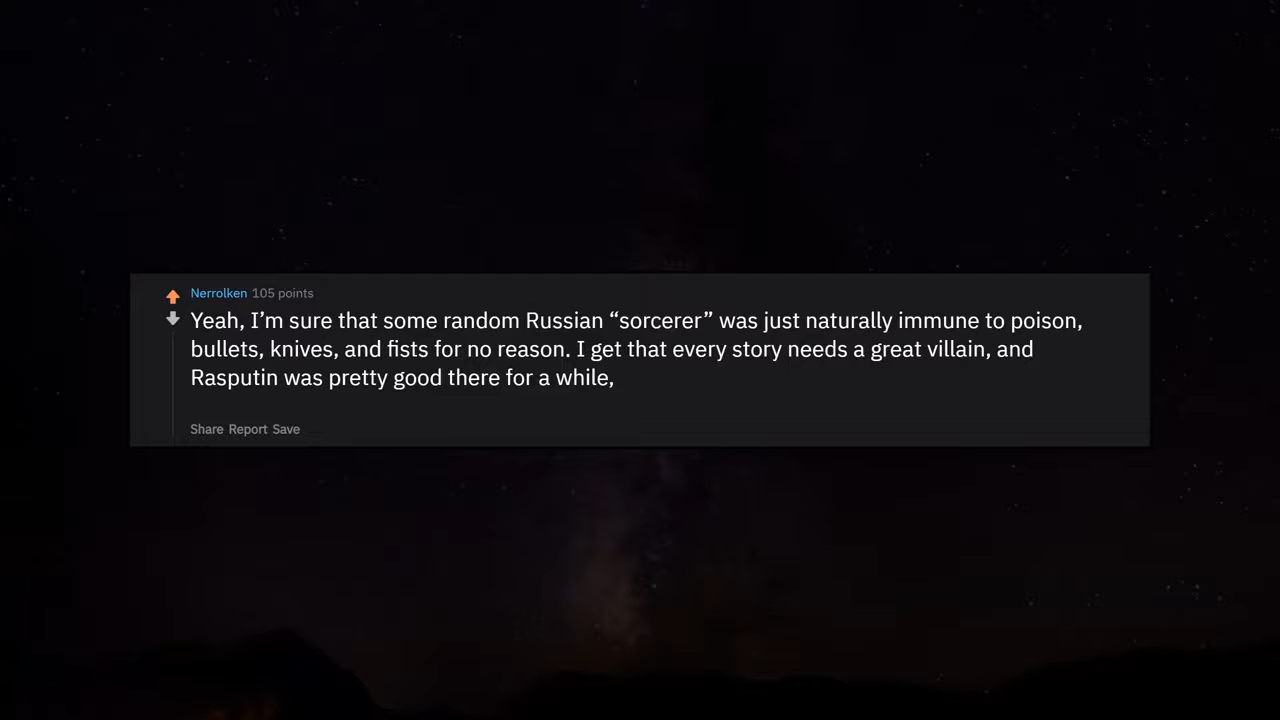 Nerrolken 105 points
Yeah, I’m sure that some random Russian “sorcerer” was just naturally immune to poison,
bullets, knives, and fists for no reason. I get that every story needs a great villain, and
Rasputin was pretty good there for a while,
Share Report Save